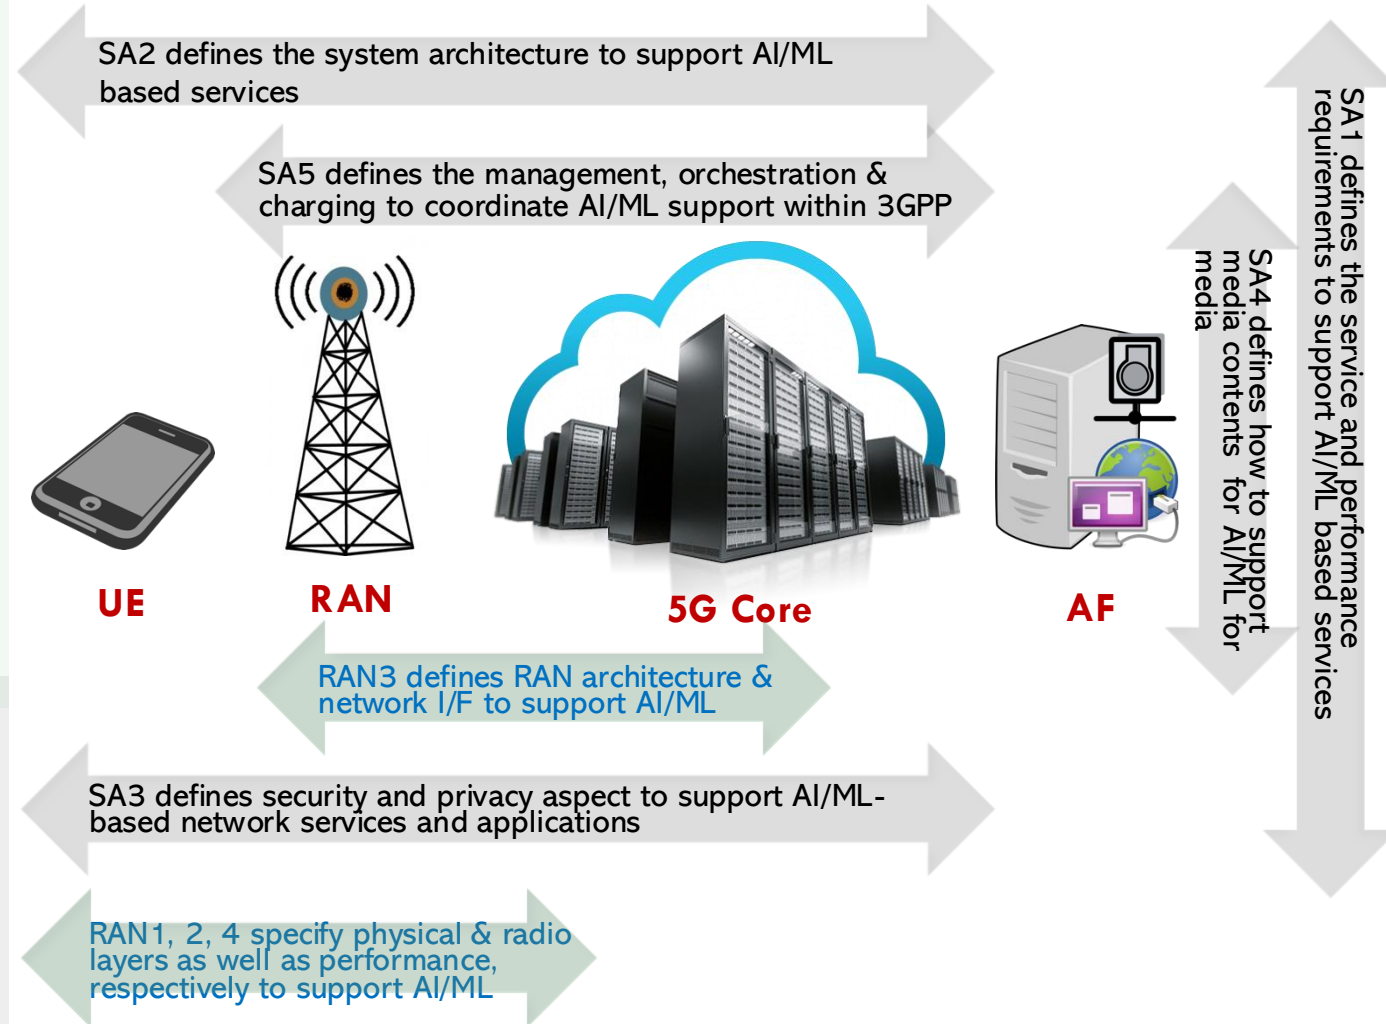 SA2 defines the system architecture to support AI/ML
based services
SA5 defines the management, orchestration &
charging to coordinate AI/ML support within 3GPP
SA1 defines the service and performance
requirements to support AI/ML based services
SA4 defines how to support
media contents for AI/ML for
media
UE
RAN
5G Core
AF
RAN3 defines RAN architecture &
network I/F to support AI/ML
SA3 defines security and privacy aspect to support AI/ML-
based network services and applications
RAN1, 2, 4 specify physical & radio
layers as well as performance,
respectively to support AI/ML